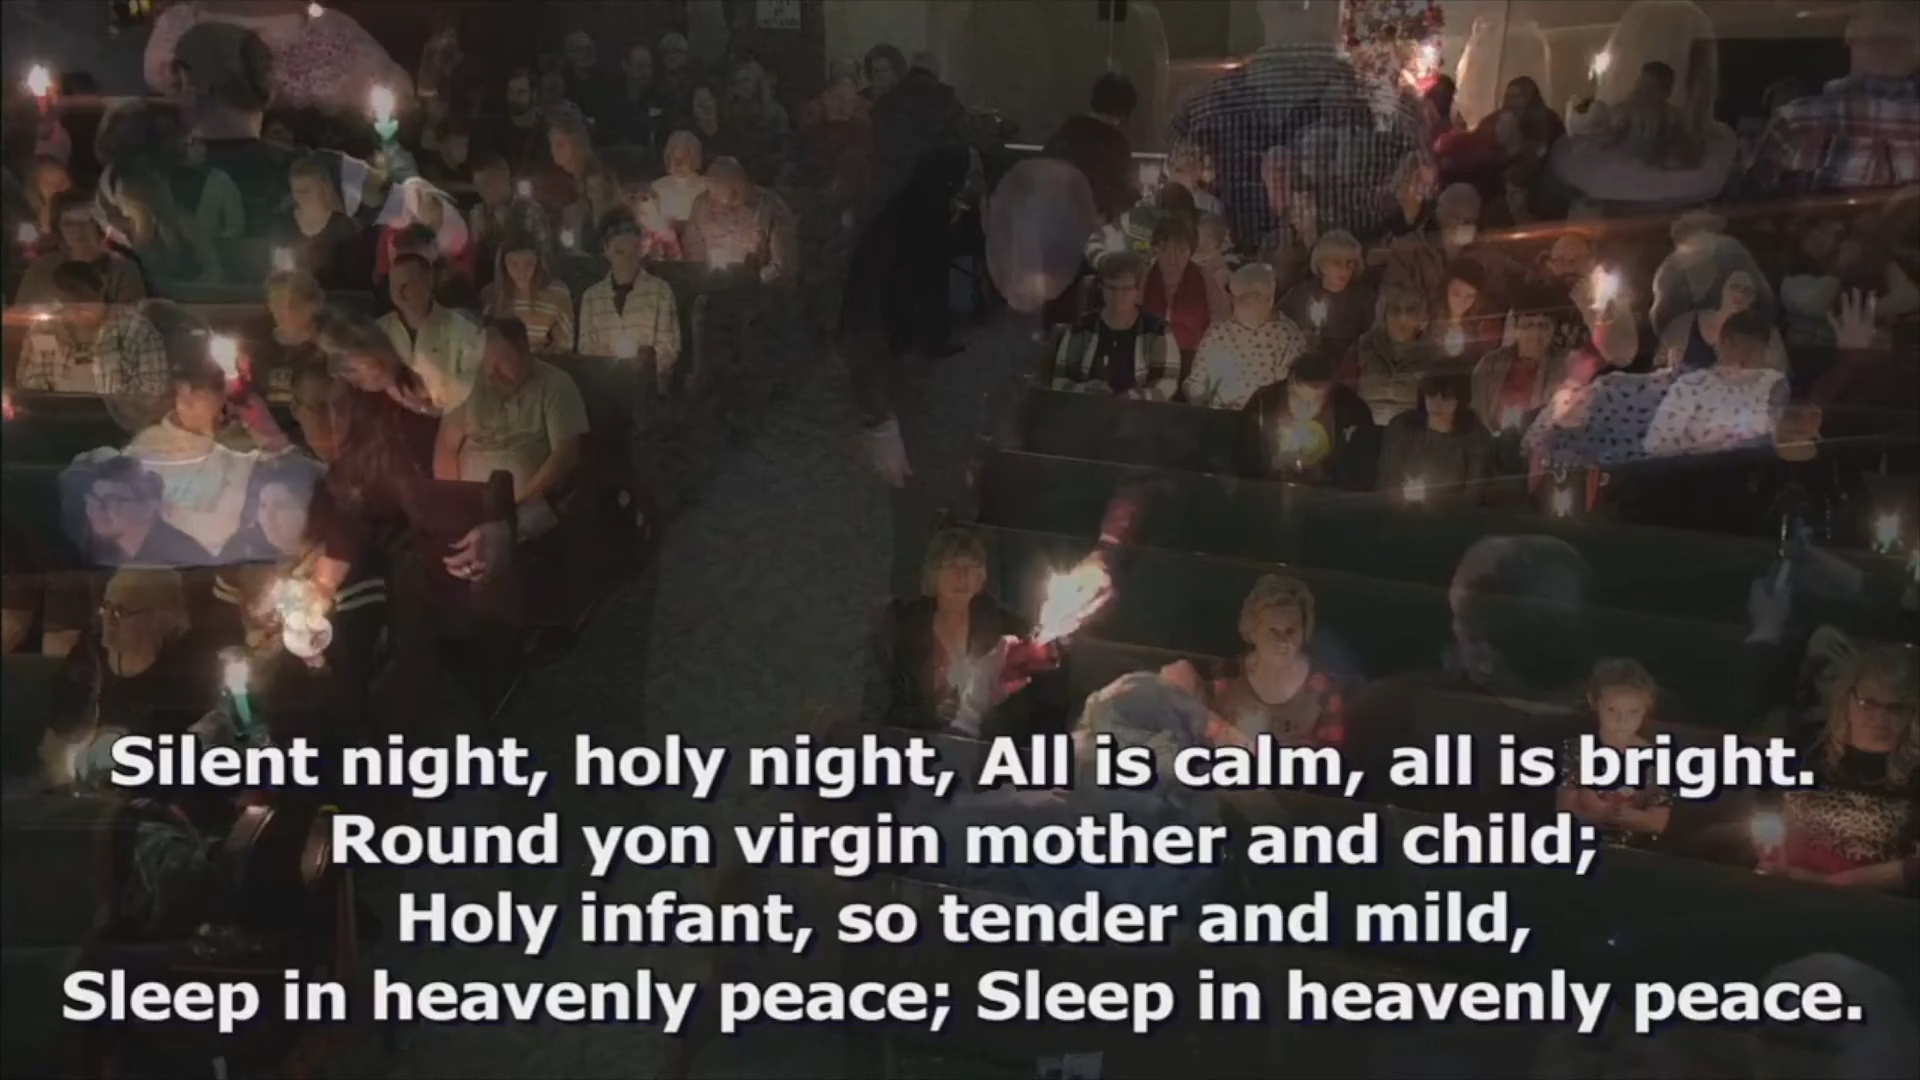 Silent night, holy night, All is calm, all is bright.
Round yon virgin mother and child;
Holy infant, so tender and mild,
Sleep in heavenly peace; Sleep in heavenly peace.